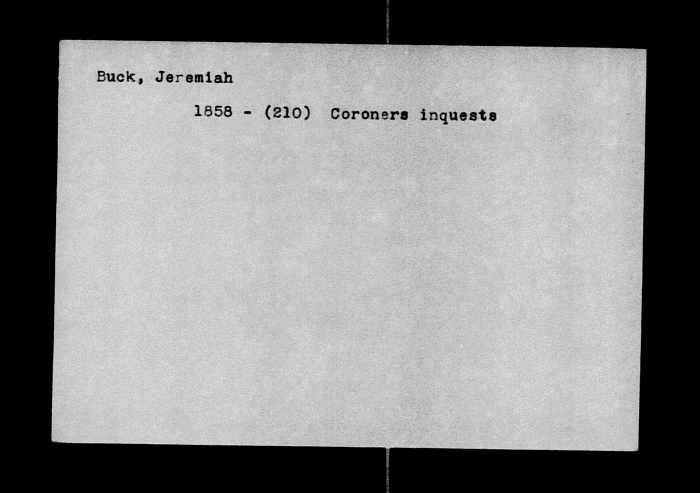 Buck, Jeremiah
1858 - (210) Coroners inquests